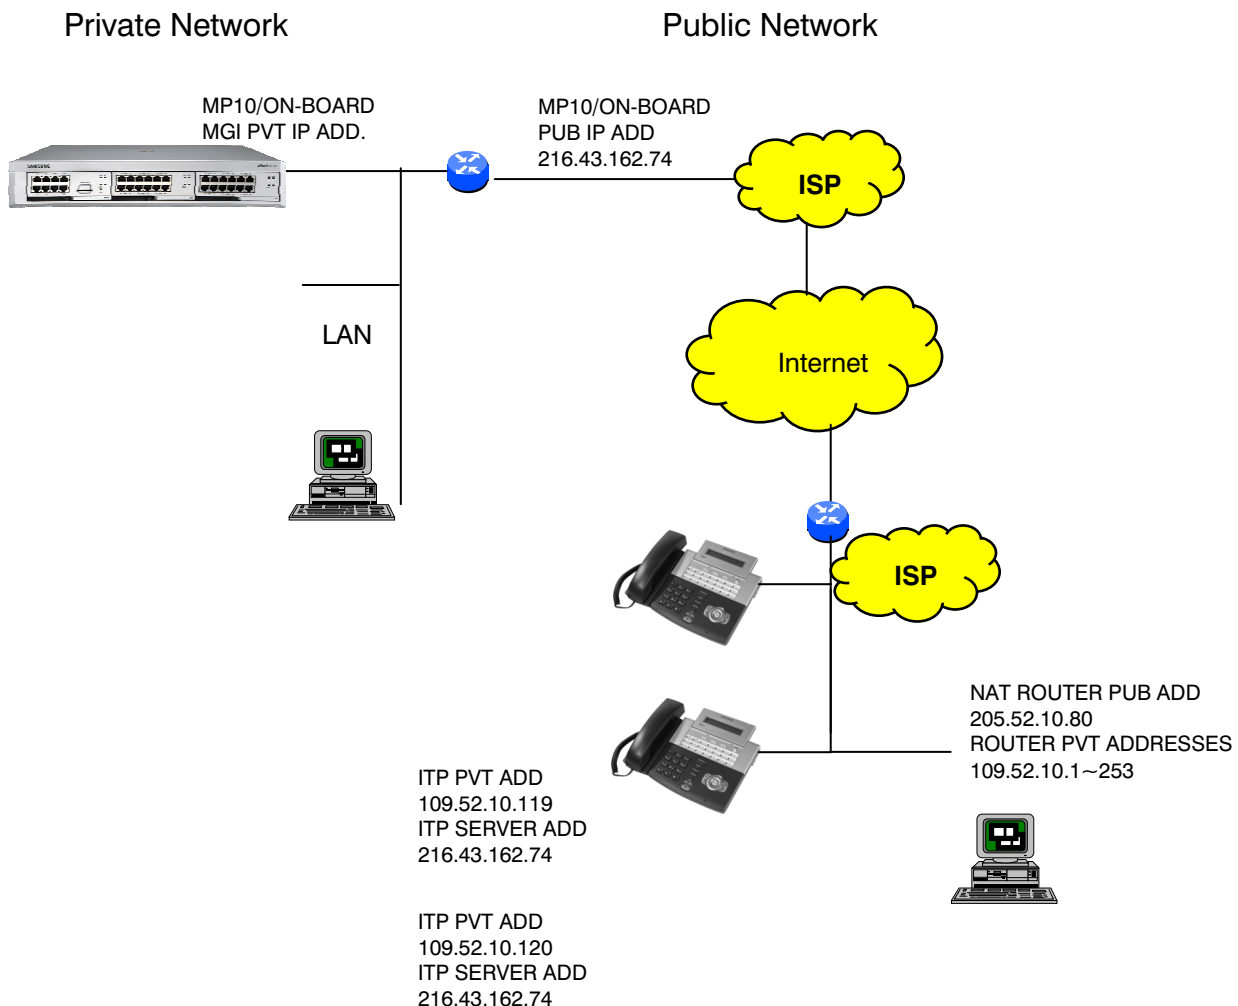 Private Network
Public Network
MP10/ON-BOARD
MGI PVT IP ADD.
MP10/ON-BOARD
PUB IP ADD
216.43.162.74
SAMSUNG
ISP
LAN
Internet
ISP
NAT ROUTER PUB ADD
205.52.10.80
ROUTER PVT ADDRESSES
109.52.10.1~253
ITP PVT ADD
109.52.10.119
ITP SERVER ADD
216.43.162.74
ITP PVT ADD
109.52.10.120
ITP SERVER ADD
216.43.162.74